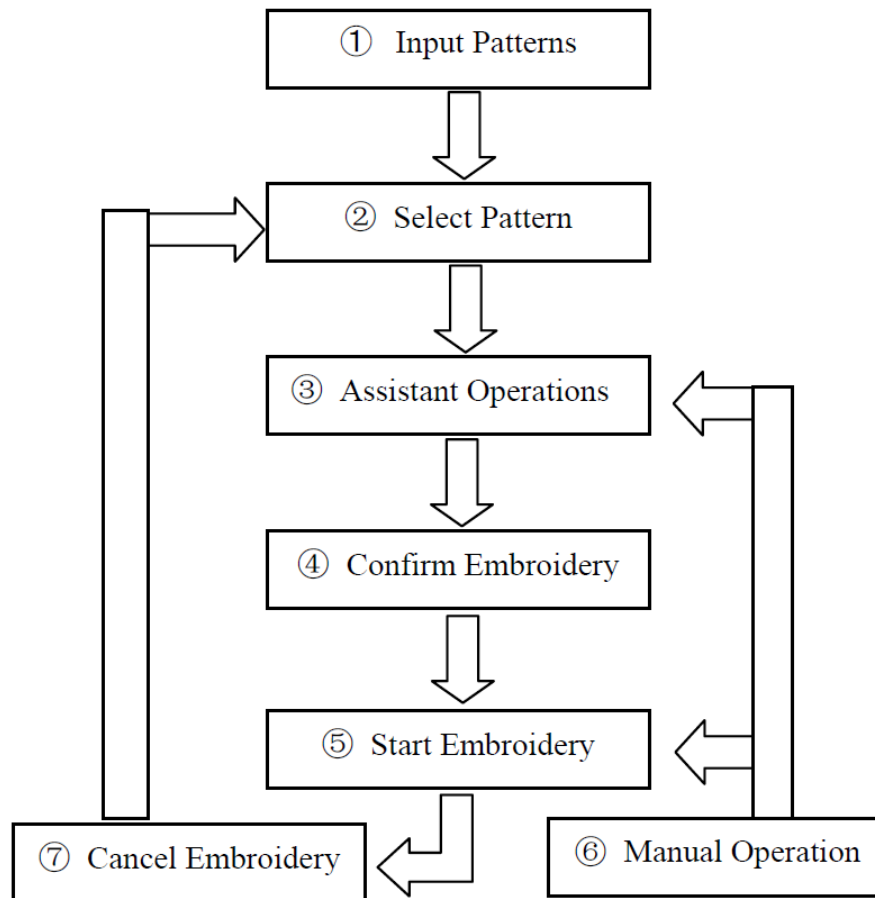 ① Input Patterns
② Select Pattern
③ Assistant Operations
④ Confirm Embroidery
⑤ Start Embroidery
⑦ Cancel Embroidery
⑥ Manual Operation